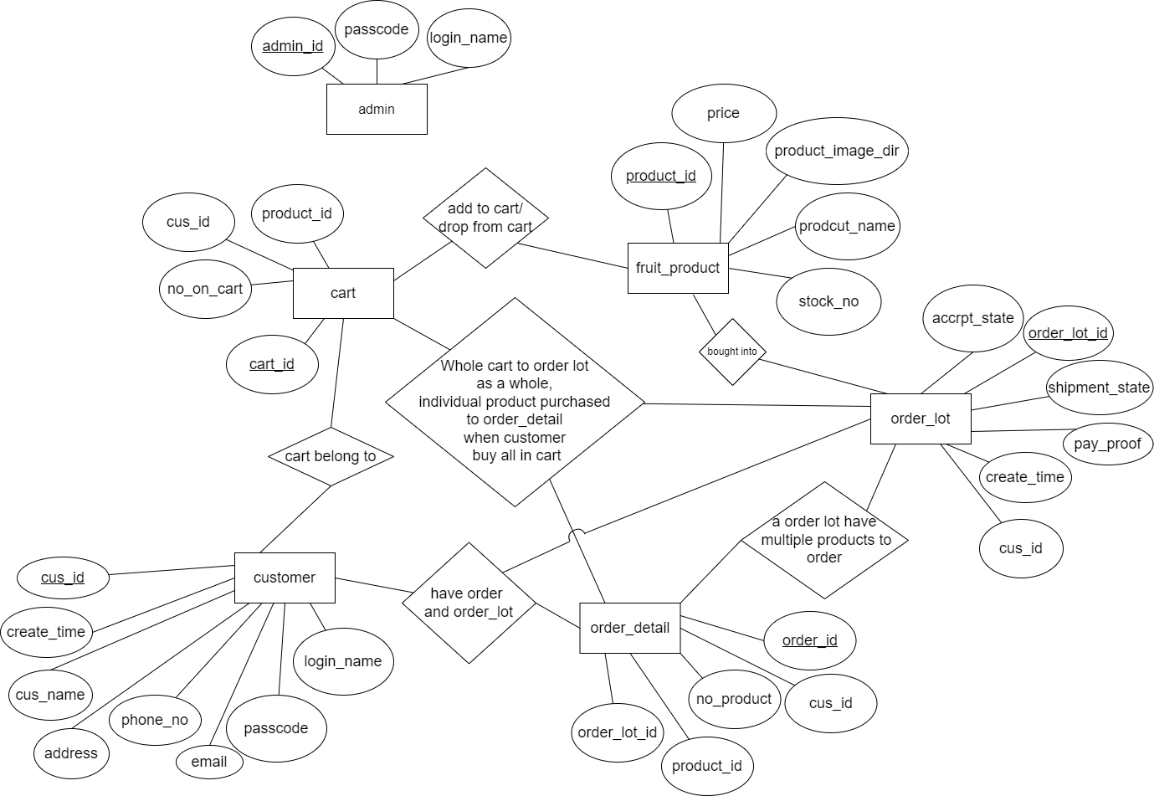 passcode
admin_id
login_name
admin
price
product_image_dir
product_id
add to cart/
drop from cart
product_id
cus_id
prodcut_name
fruit_product
no_on_cart
cart
stock_no
accrpt_state
order_lot_id
bought into
cart_id
Whole cart to order lot
as a whole,
individual product purchased
to order_detail
when customer
buy all in cart
shipment_state
order_lot
pay_proof
cart belong to
create_time
a order lot have
multiple products to
order
cus_id
cus_id
customer
have order
and order_lot
create_time
order_detail
order_id
login_name
cus_name
no_product
cus_id
phone_no
passcode
order_lot_id
address
email
product_id